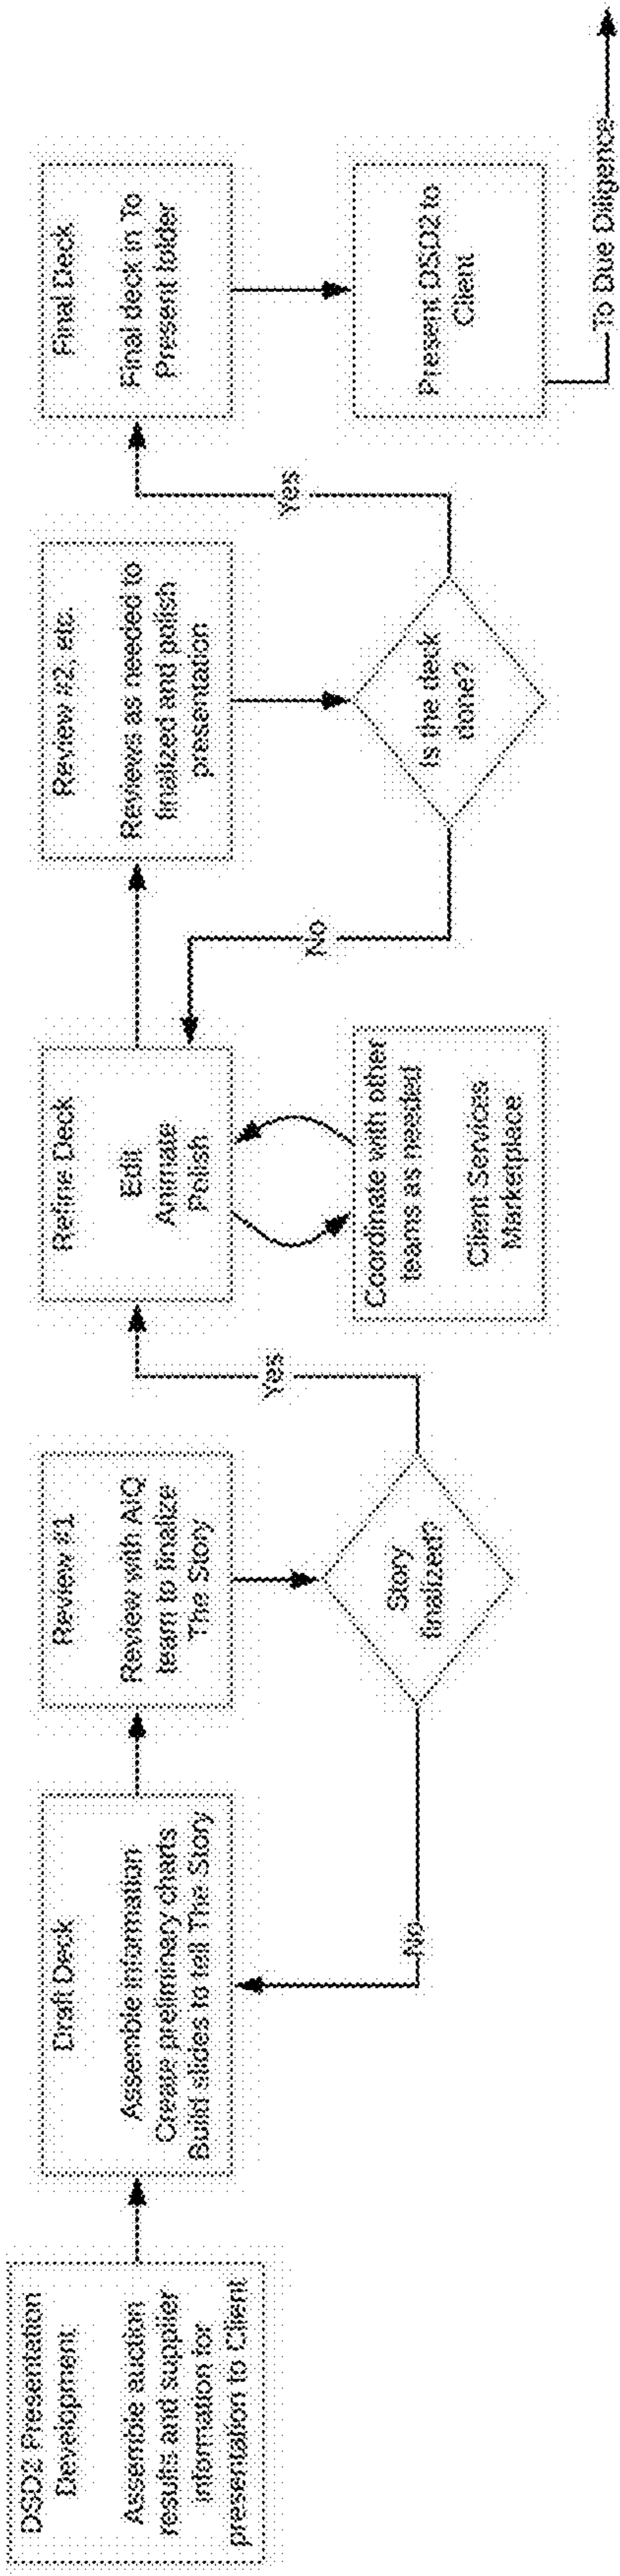 DSD2 Presentation
Development
Assemble auction
results and supplier
information for
presentation to Client
Draft Deck
Assemble information
Create preliminary charts
Build slides to tell The Story
Review #1
Review with AIQ
team to finalize
The Story
Story
finalized?
No
Yes
Refine Deck
Edit
Animate
Polish
Coordinate with other
teams as needed
Client Services
Marketplace
Review #2, etc.
Reviews as needed to
finalized and polish
presentation
Is the deck
done?
No
Yes
Final Deck
Final deck in To
Present folder
Present DSD2 to
Client
To Due Diligence